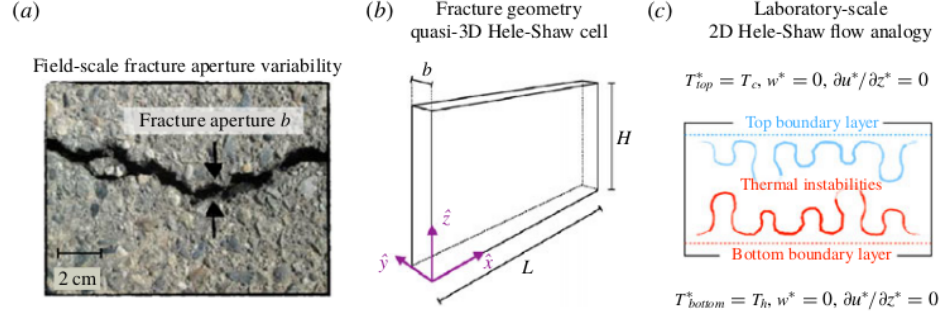 (a)
Field-scale fracture aperture variability
Fracture aperture b
2 cm
(b)
Fracture geometry
quasi-3D Hele-Shaw cell
b
H
ẑ
ŷ
x̂
L
(c)
Laboratory-scale
2D Hele-Shaw flow analogy
T*top = Tc, w* = 0, ∂u*/∂z* = 0
Top boundary layer
Thermal instabilities
Bottom boundary layer
T*bottom = Th, w* = 0, ∂u*/∂z* = 0